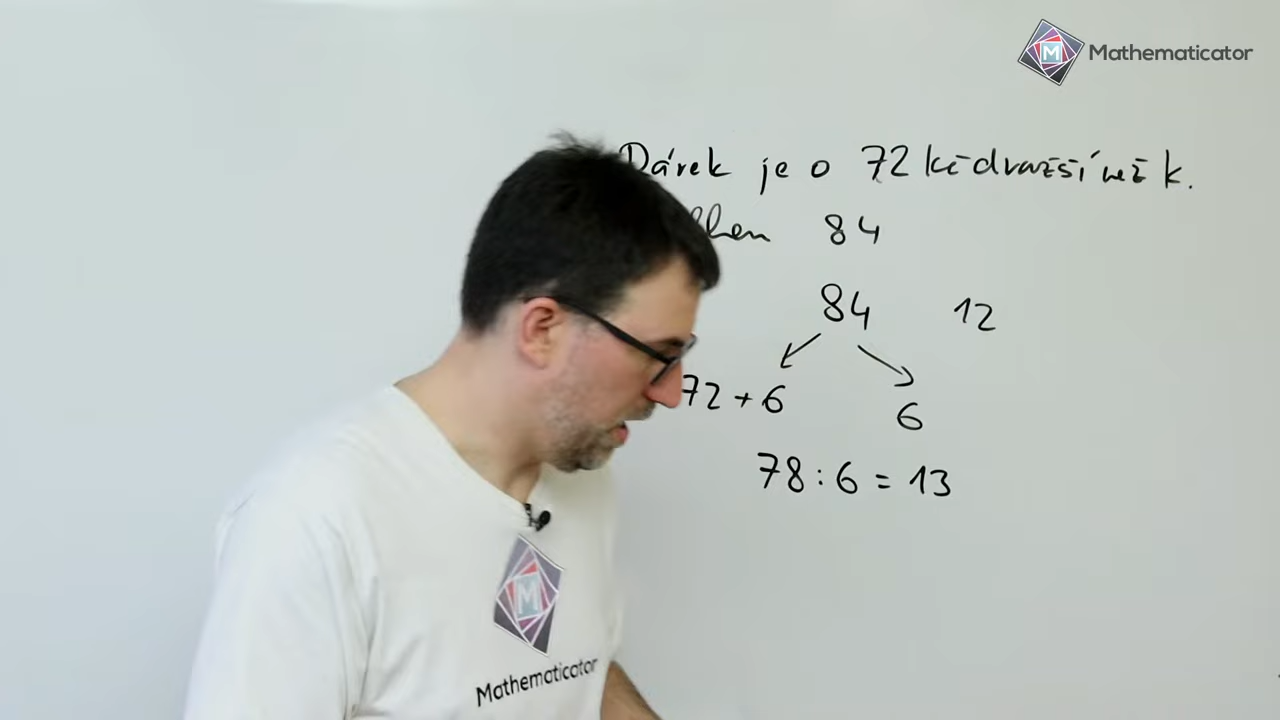 M Mathematicator
Dárek je o 72 kč dražší než k.
84
84 12
72 + 6 6
78 : 6 = 13
M
Mathematicator